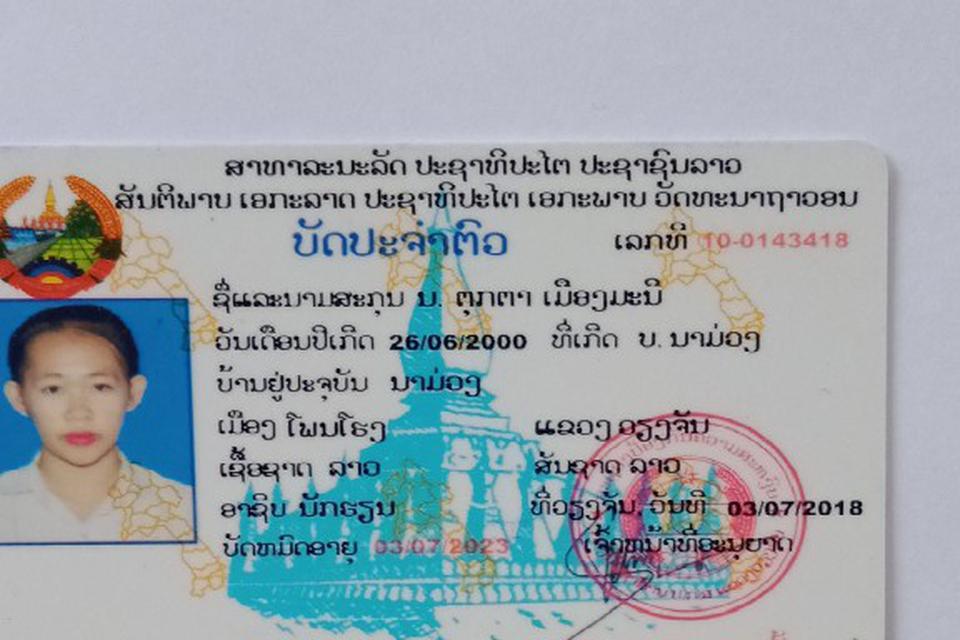 ສາທາລະນະລັດ ປະຊາທິປະໄຕ ປະຊາຊົນລາວ
ສັນຕິພາບ ເອກະລາດ ປະຊາທິປະໄຕ ເອກະພາບ ວັດທະນາຖາວອນ
ບັດປະຈຳຕົວ ເລກທີ 10-0143418
ຊື່ແລະນາມສະກຸນ ນ. ຕຸກຕາ ເມືອງມະນີ
ວັນເດືອນປີເກີດ 26/06/2000 ທີ່ເກີດ ບ. ນາມ່ອງ
ບ້ານຢູ່ປະຈຸບັນ ນາມ່ອງ
ເມືອງ ໂພນໂຮງ ແຂວງ ວຽງຈັນ
ເຊື້ອຊາດ ລາວ ສັນຊາດ ລາວ
ອາຊີບ ນັກຮຽນ ທີ່ວຽງຈັນ, ວັນທີ 03/07/2018
ບັດຫມົດອາຍຸ 03/07/2023 ເຈົ້າຫນ້າທີ່ອະນຸຍາດ